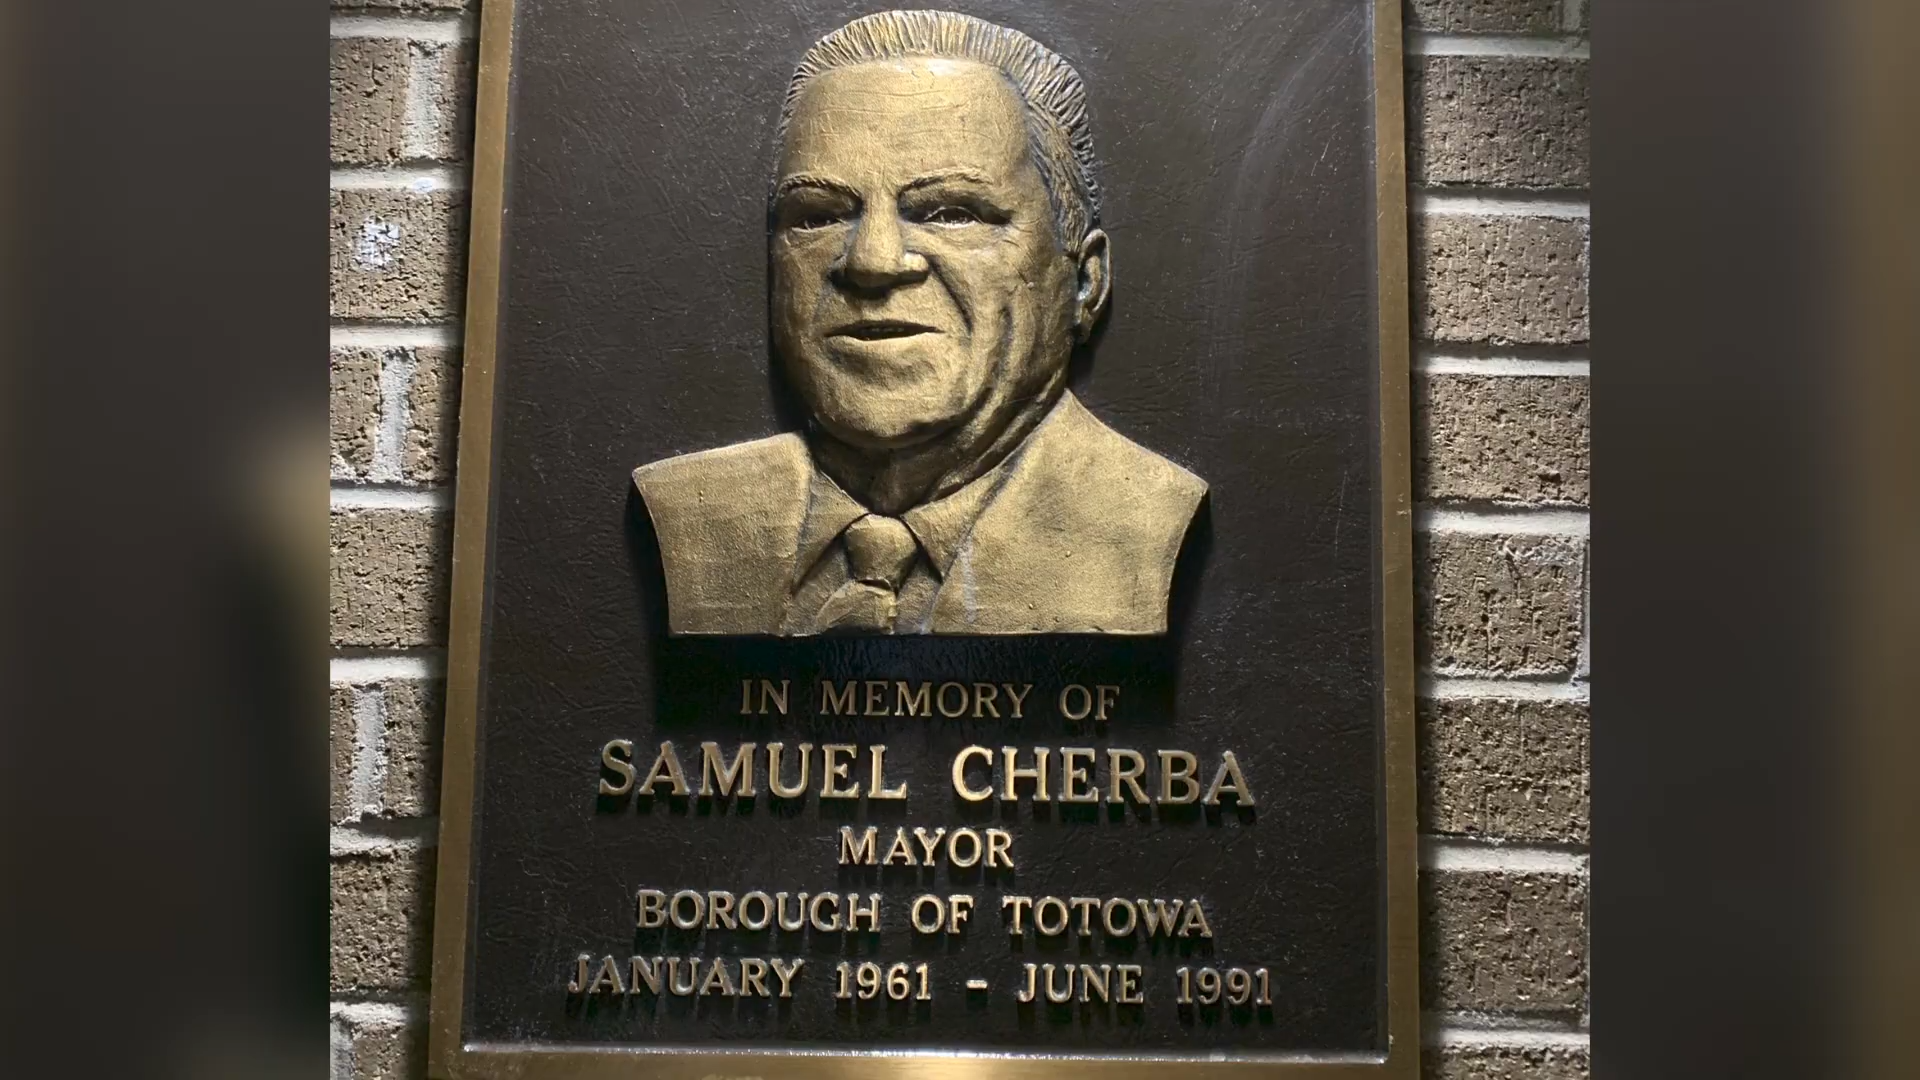 IN MEMORY OF
SAMUEL CHERBA
MAYOR
BOROUGH OF TOTOWA
JANUARY 1961 - JUNE 1991